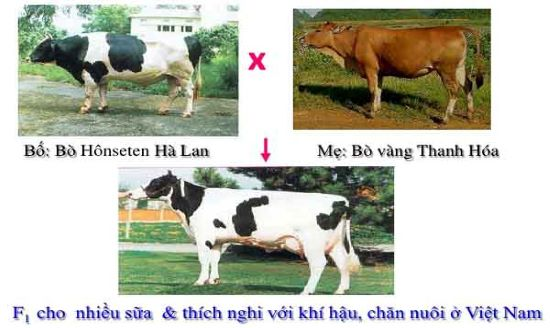 X
Bố: Bò Hônseten Hà Lan
Mẹ: Bò vàng Thanh Hóa
F₁ cho nhiều sữa & thích nghi với khí hậu, chăn nuôi ở Việt Nam